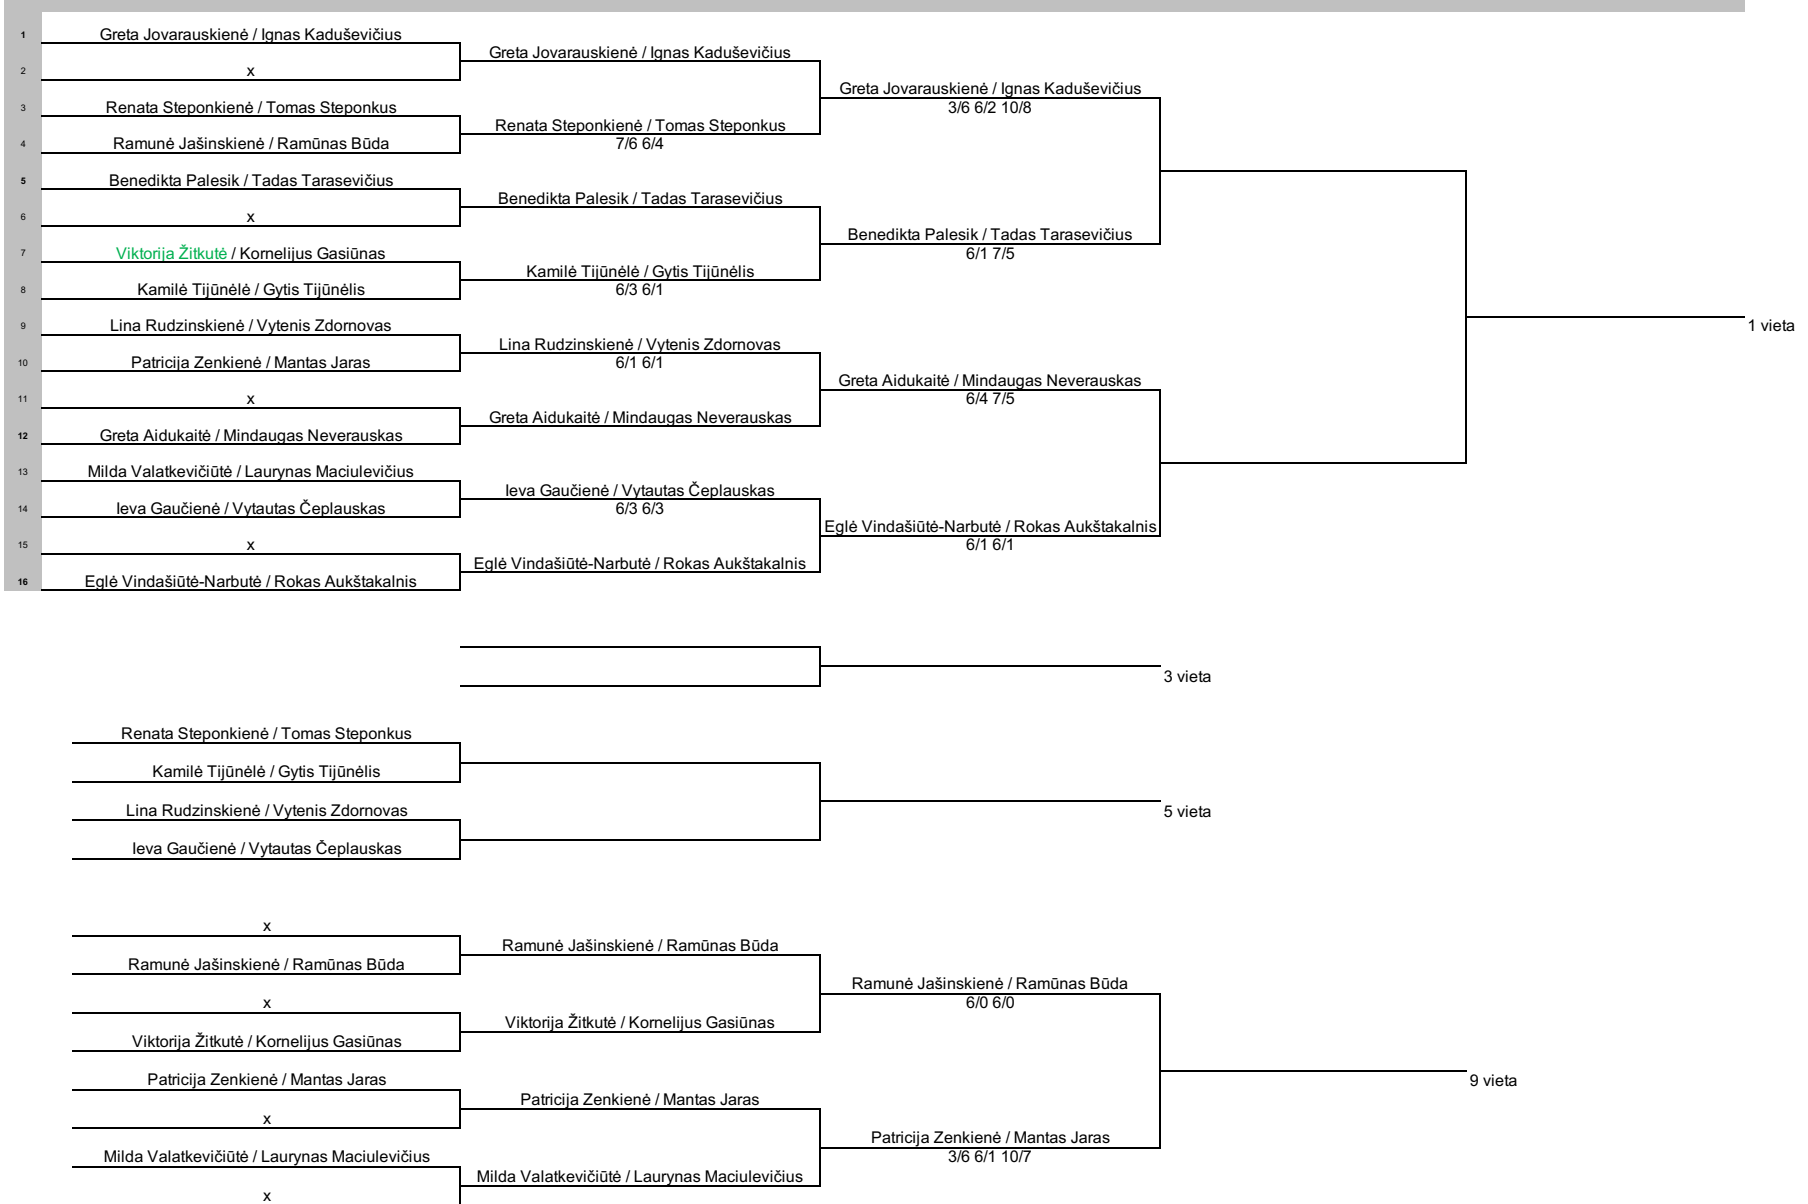 1 Greta Jovarauskienė / Ignas Kaduševičius
Greta Jovarauskienė / Ignas Kaduševičius
2 x
Greta Jovarauskienė / Ignas Kaduševičius
3/6 6/2 10/8
3 Renata Steponkienė / Tomas Steponkus
Renata Steponkienė / Tomas Steponkus
7/6 6/4
4 Ramunė Jašinskienė / Ramūnas Būda
5 Benedikta Palesik / Tadas Tarasevičius
Benedikta Palesik / Tadas Tarasevičius
6 x
Benedikta Palesik / Tadas Tarasevičius
6/1 7/5
7 Viktorija Žitkutė / Kornelijus Gasiūnas
Kamilė Tijūnėlė / Gytis Tijūnėlis
6/3 6/1
8 Kamilė Tijūnėlė / Gytis Tijūnėlis
9 Lina Rudzinskienė / Vytenis Zdornovas
1 vieta
Lina Rudzinskienė / Vytenis Zdornovas
6/1 6/1
10 Patricija Zenkienė / Mantas Jaras
Greta Aidukaitė / Mindaugas Neverauskas
6/4 7/5
11 x
Greta Aidukaitė / Mindaugas Neverauskas
12 Greta Aidukaitė / Mindaugas Neverauskas
13 Milda Valatkevičiūtė / Laurynas Maciulevičius
Ieva Gaučienė / Vytautas Čeplauskas
6/3 6/3
14 Ieva Gaučienė / Vytautas Čeplauskas
Eglė Vindašiūtė-Narbutė / Rokas Aukštakalnis
6/1 6/1
15 x
Eglė Vindašiūtė-Narbutė / Rokas Aukštakalnis
16 Eglė Vindašiūtė-Narbutė / Rokas Aukštakalnis
3 vieta
Renata Steponkienė / Tomas Steponkus
Kamilė Tijūnėlė / Gytis Tijūnėlis
Lina Rudzinskienė / Vytenis Zdornovas
5 vieta
Ieva Gaučienė / Vytautas Čeplauskas
x
Ramunė Jašinskienė / Ramūnas Būda
Ramunė Jašinskienė / Ramūnas Būda
Ramunė Jašinskienė / Ramūnas Būda
6/0 6/0
x
Viktorija Žitkutė / Kornelijus Gasiūnas
Viktorija Žitkutė / Kornelijus Gasiūnas
Patricija Zenkienė / Mantas Jaras
9 vieta
Patricija Zenkienė / Mantas Jaras
x
Patricija Zenkienė / Mantas Jaras
3/6 6/1 10/7
Milda Valatkevičiūtė / Laurynas Maciulevičius
Milda Valatkevičiūtė / Laurynas Maciulevičius
x